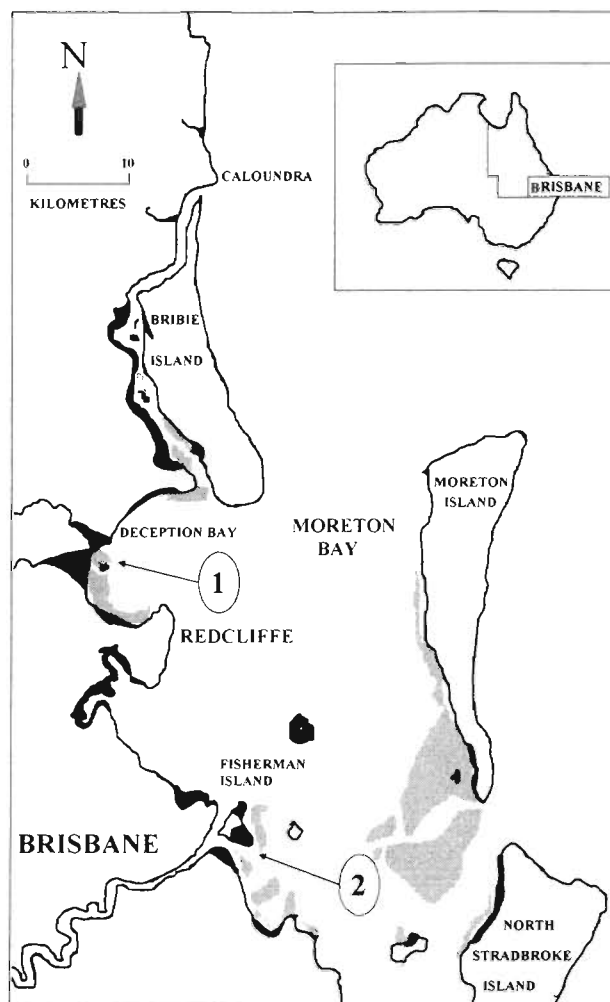 N
0 10
KILOMETRES
CALOUNDRA
BRISBANE
BRIBIE
ISLAND
MORETON
ISLAND
MORETON
BAY
DECEPTION BAY
1
REDCLIFFE
FISHERMAN
ISLAND
BRISBANE
2
NORTH
STRADBROKE
ISLAND